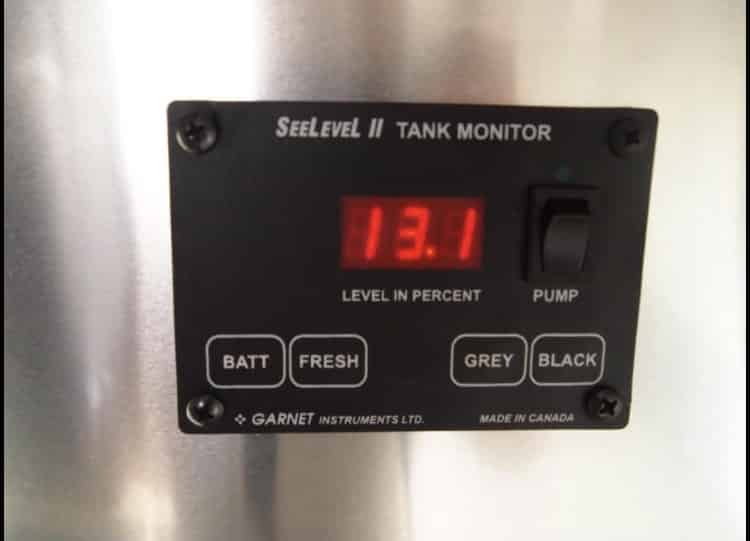 SEELEVEL II TANK MONITOR
13.1
LEVEL IN PERCENT
PUMP
BATT
FRESH
GREY
BLACK
GARNET INSTRUMENTS LTD.
MADE IN CANADA